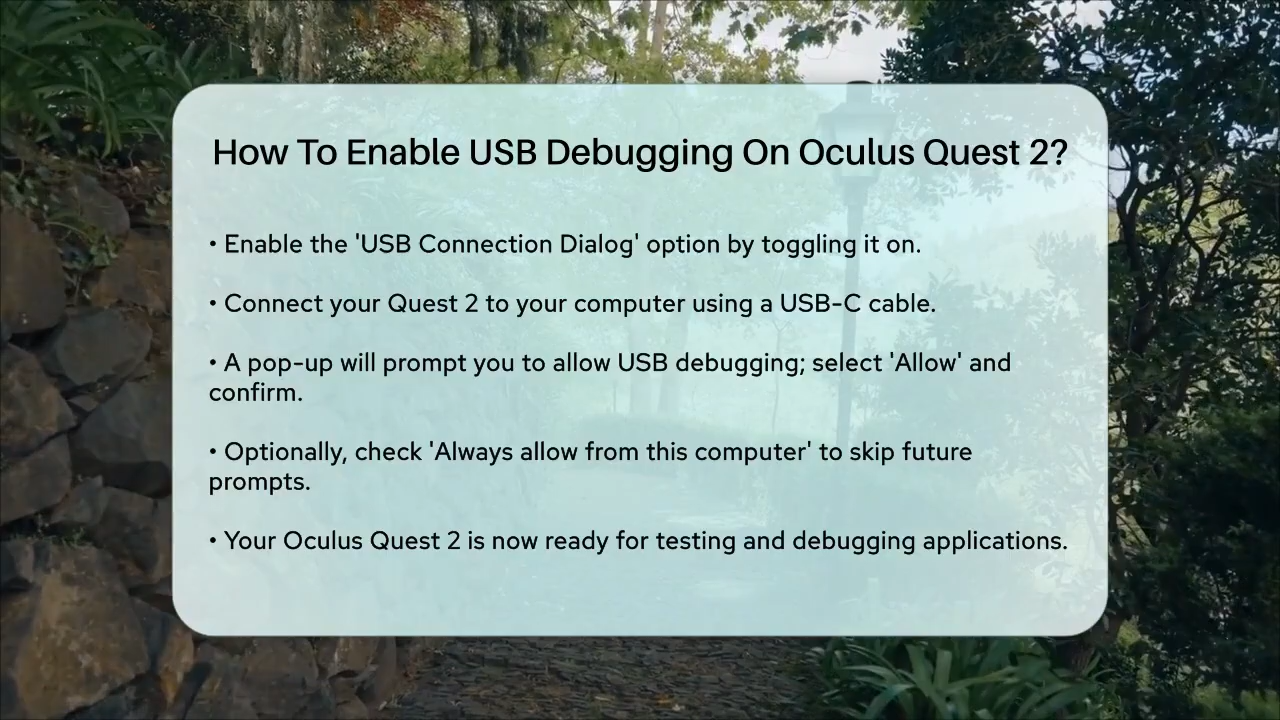 How To Enable USB Debugging On Oculus Quest 2?
• Enable the 'USB Connection Dialog' option by toggling it on.
• Connect your Quest 2 to your computer using a USB-C cable.
• A pop-up will prompt you to allow USB debugging; select 'Allow' and
confirm.
• Optionally, check 'Always allow from this computer' to skip future
prompts.
• Your Oculus Quest 2 is now ready for testing and debugging applications.